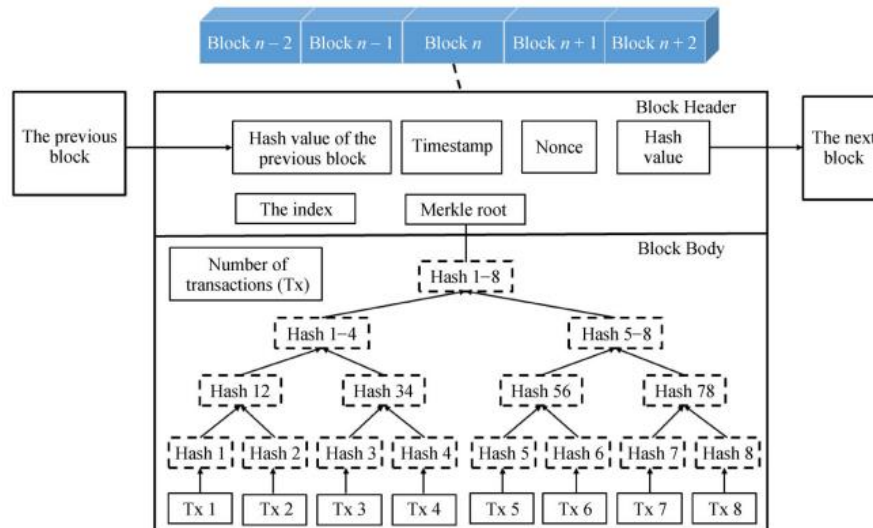 Block n – 2 Block n – 1 Block n Block n + 1 Block n + 2
Block Header
The previous
block
Hash value of the
previous block
Timestamp
Nonce
Hash
value
The next
block
The index
Merkle root
Block Body
Number of
transactions (Tx)
Hash 1–8
Hash 1–4 Hash 5–8
Hash 12 Hash 34 Hash 56 Hash 78
Hash 1 Hash 2 Hash 3 Hash 4 Hash 5 Hash 6 Hash 7 Hash 8
Tx 1 Tx 2 Tx 3 Tx 4 Tx 5 Tx 6 Tx 7 Tx 8